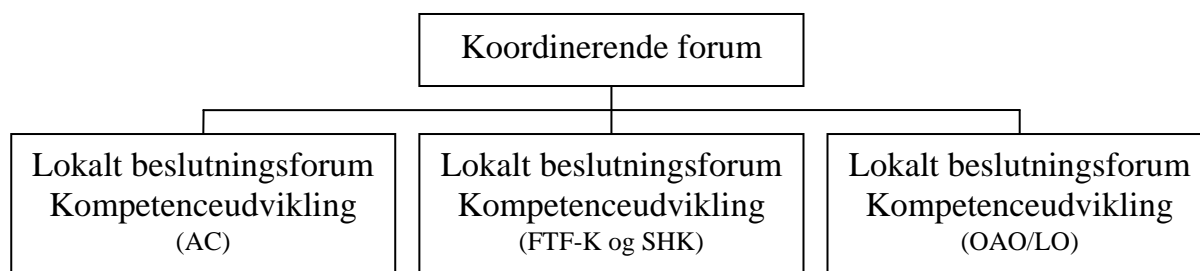 Koordinerende forum
Lokalt beslutningsforum
Kompetenceudvikling
(AC)
Lokalt beslutningsforum
Kompetenceudvikling
(FTF-K og SHK)
Lokalt beslutningsforum
Kompetenceudvikling
(OAO/LO)